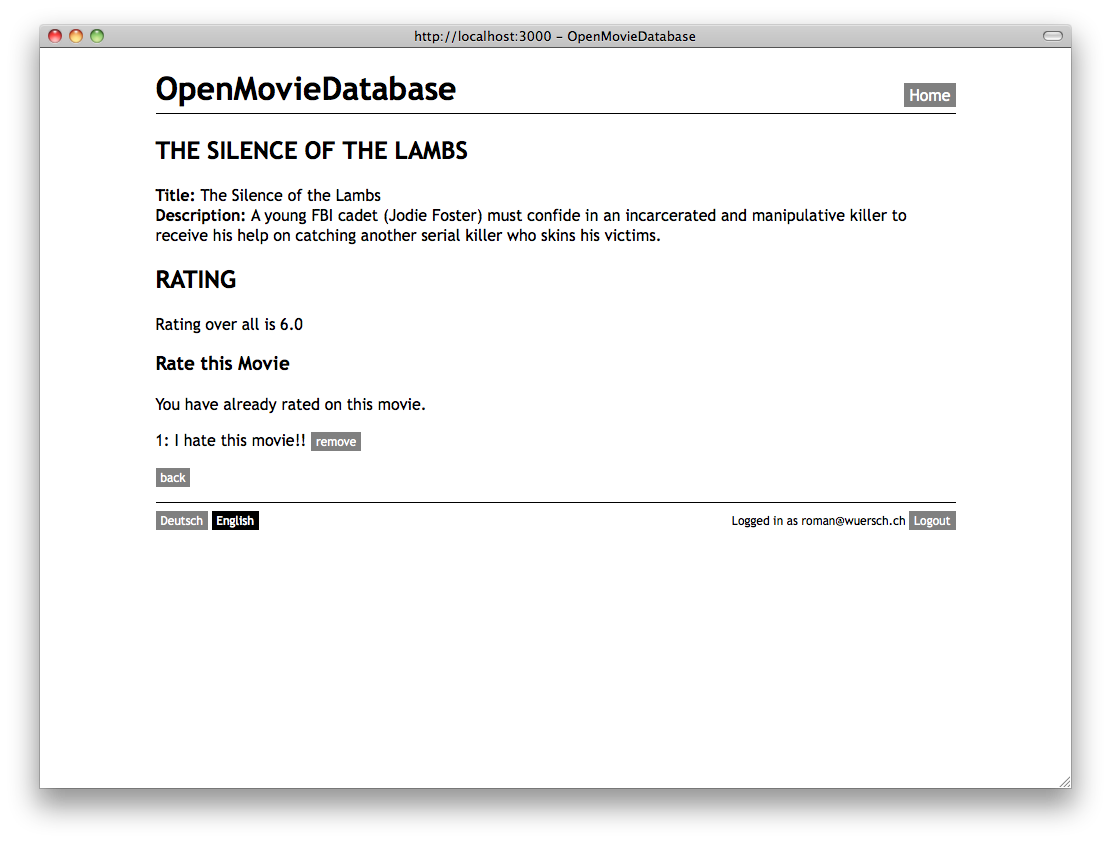 http://localhost:3000 – OpenMovieDatabase
OpenMovieDatabase
Home
THE SILENCE OF THE LAMBS
Title: The Silence of the Lambs
Description: A young FBI cadet (Jodie Foster) must confide in an incarcerated and manipulative killer to
receive his help on catching another serial killer who skins his victims.
RATING
Rating over all is 6.0
Rate this Movie
You have already rated on this movie.
1: I hate this movie!! remove
back
Deutsch English Logged in as roman@wuersch.ch Logout